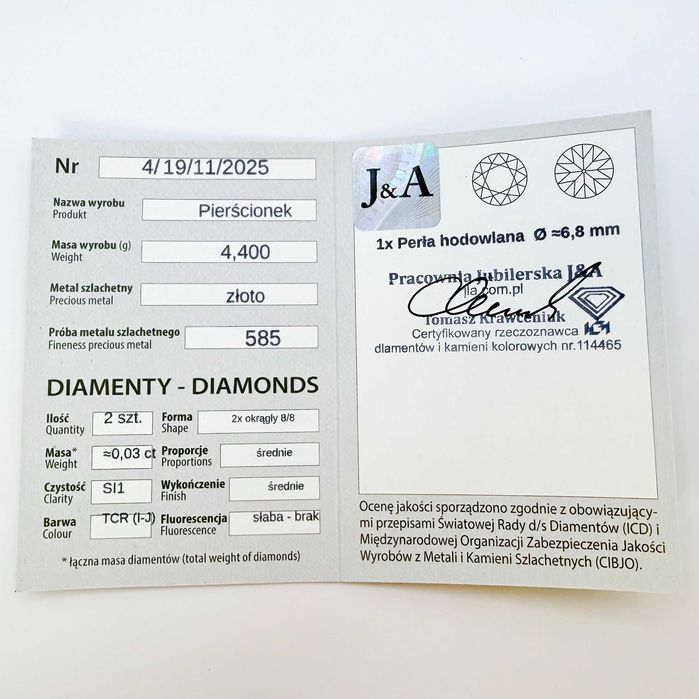 Nr 4/19/11/2025
Nazwa wyrobu
Produkt
Pierścionek
Masa wyrobu (g)
Weight
4,400
Metal szlachetny
Precious metal
złoto
Próba metalu szlachetnego
Fineness precious metal
585
DIAMENTY - DIAMONDS
Ilość
Quantity
2 szt.
Forma
Shape
2x okrągły 8/8
Masa*
Weight
≈0,03 ct
Proporcje
Proportions
średnie
Czystość
Clarity
SI1
Wykończenie
Finish
średnie
Barwa
Colour
TCR (I-J)
Fluorescencja
Fluorescence
słaba - brak
* łączna masa diamentów (total weight of diamonds)
J&A
1x Perła hodowlana Ø ≈6,8 mm
Pracownia Jubilerska J&A
jla.com.pl
Tomasz Krawczeniuk
Certyfikowany rzeczoznawca
diamentów i kamieni kolorowych nr.114465
Ocenę jakości sporządzono zgodnie z obowiązujący-
mi przepisami Światowej Rady d/s Diamentów (ICD) i
Międzynarodowej Organizacji Zabezpieczenia Jakości
Wyrobów z Metali i Kamieni Szlachetnych (CIBJO).